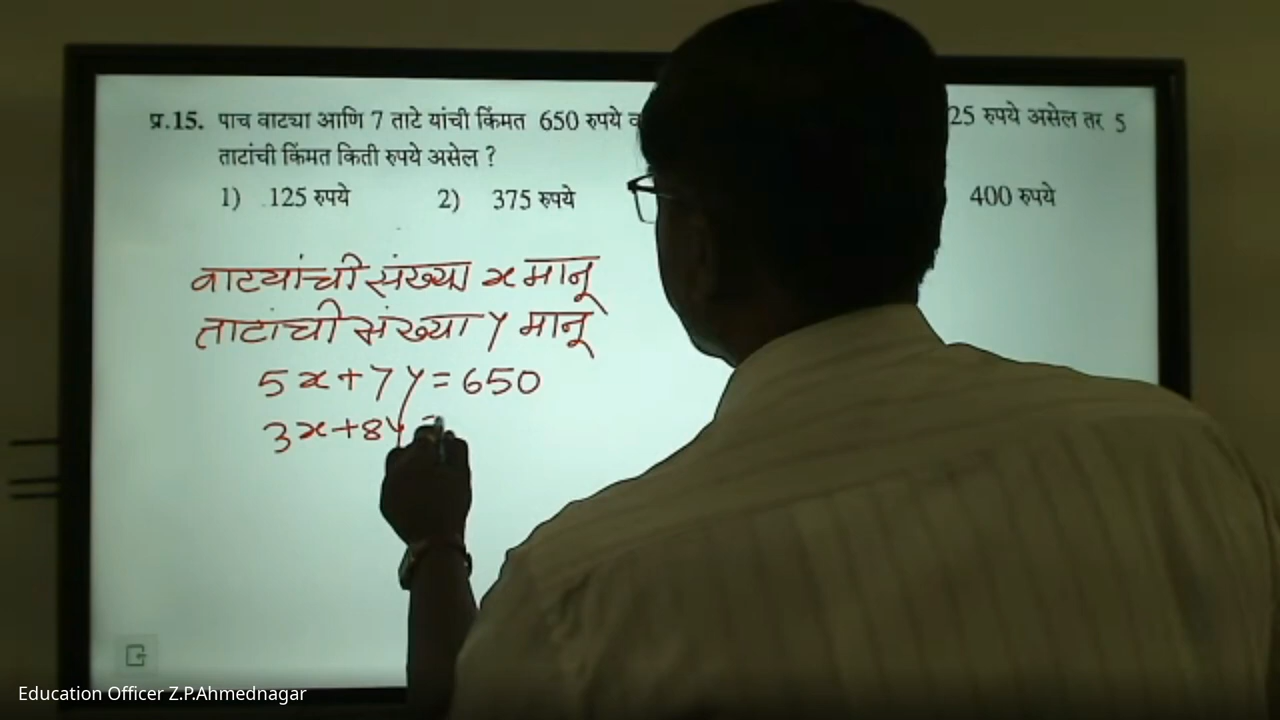 प्र.15. पाच वाट्या आणि 7 ताटे यांची किंमत 650 रुपये 25 रुपये असेल तर 5
ताटांची किंमत किती रुपये असेल ?
1) 125 रुपये 2) 375 रुपये 400 रुपये
वाटयांची संख्या x मानू
ताटांची संख्या y मानू
5x+7y=650
3x+8y=
Education Officer Z.P.Ahmednagar